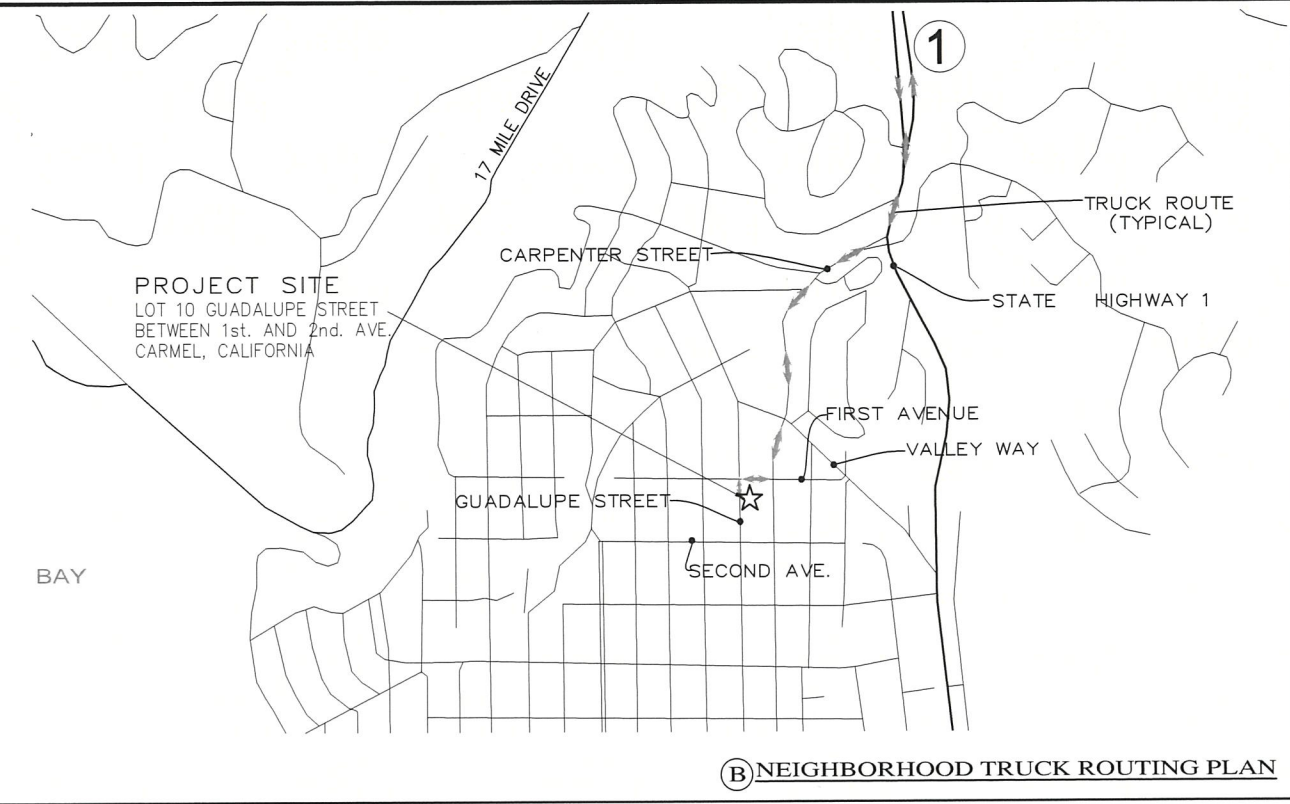 1
17 MILE DRIVE
TRUCK ROUTE
(TYPICAL)
CARPENTER STREET
PROJECT SITE
LOT 10 GUADALUPE STREET
BETWEEN 1st. AND 2nd. AVE.
CARMEL, CALIFORNIA
STATE HIGHWAY 1
FIRST AVENUE
VALLEY WAY
GUADALUPE STREET
SECOND AVE.
BAY
B NEIGHBORHOOD TRUCK ROUTING PLAN